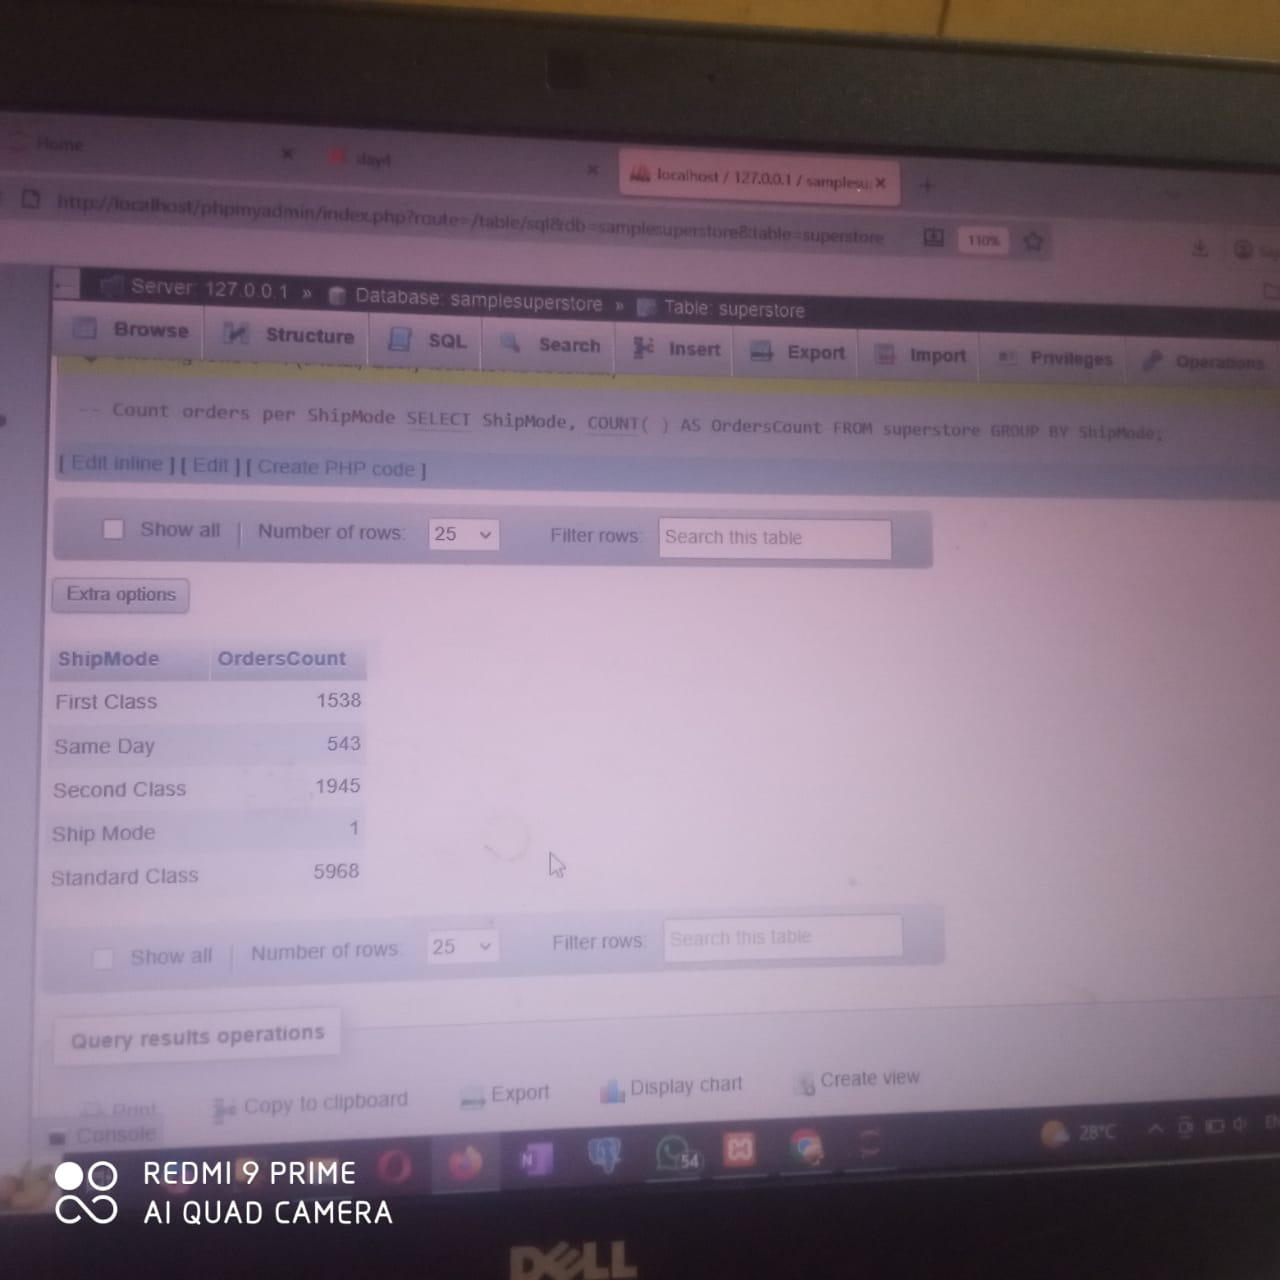 Home
day4
localhost / 127.0.0.1 / samplesu
http://localhost/phpmyadmin/index.php?route=/table/sql&db=samplesuperstore&table=superstore
110%
Server: 127.0.0.1 » Database: samplesuperstore » Table: superstore
Browse Structure SQL Search Insert Export Import Privileges Operations
-- Count orders per ShipMode SELECT ShipMode, COUNT( ) AS OrdersCount FROM superstore GROUP BY ShipMode;
[ Edit inline ] [ Edit ] [ Create PHP code ]
Show all | Number of rows: 25 Filter rows: Search this table
Extra options
ShipMode OrdersCount
First Class 1538
Same Day 543
Second Class 1945
Ship Mode 1
Standard Class 5968
Show all | Number of rows: 25 Filter rows: Search this table
Query results operations
Print Copy to clipboard Export Display chart Create view
Console
54
28°C
REDMI 9 PRIME
AI QUAD CAMERA
DELL